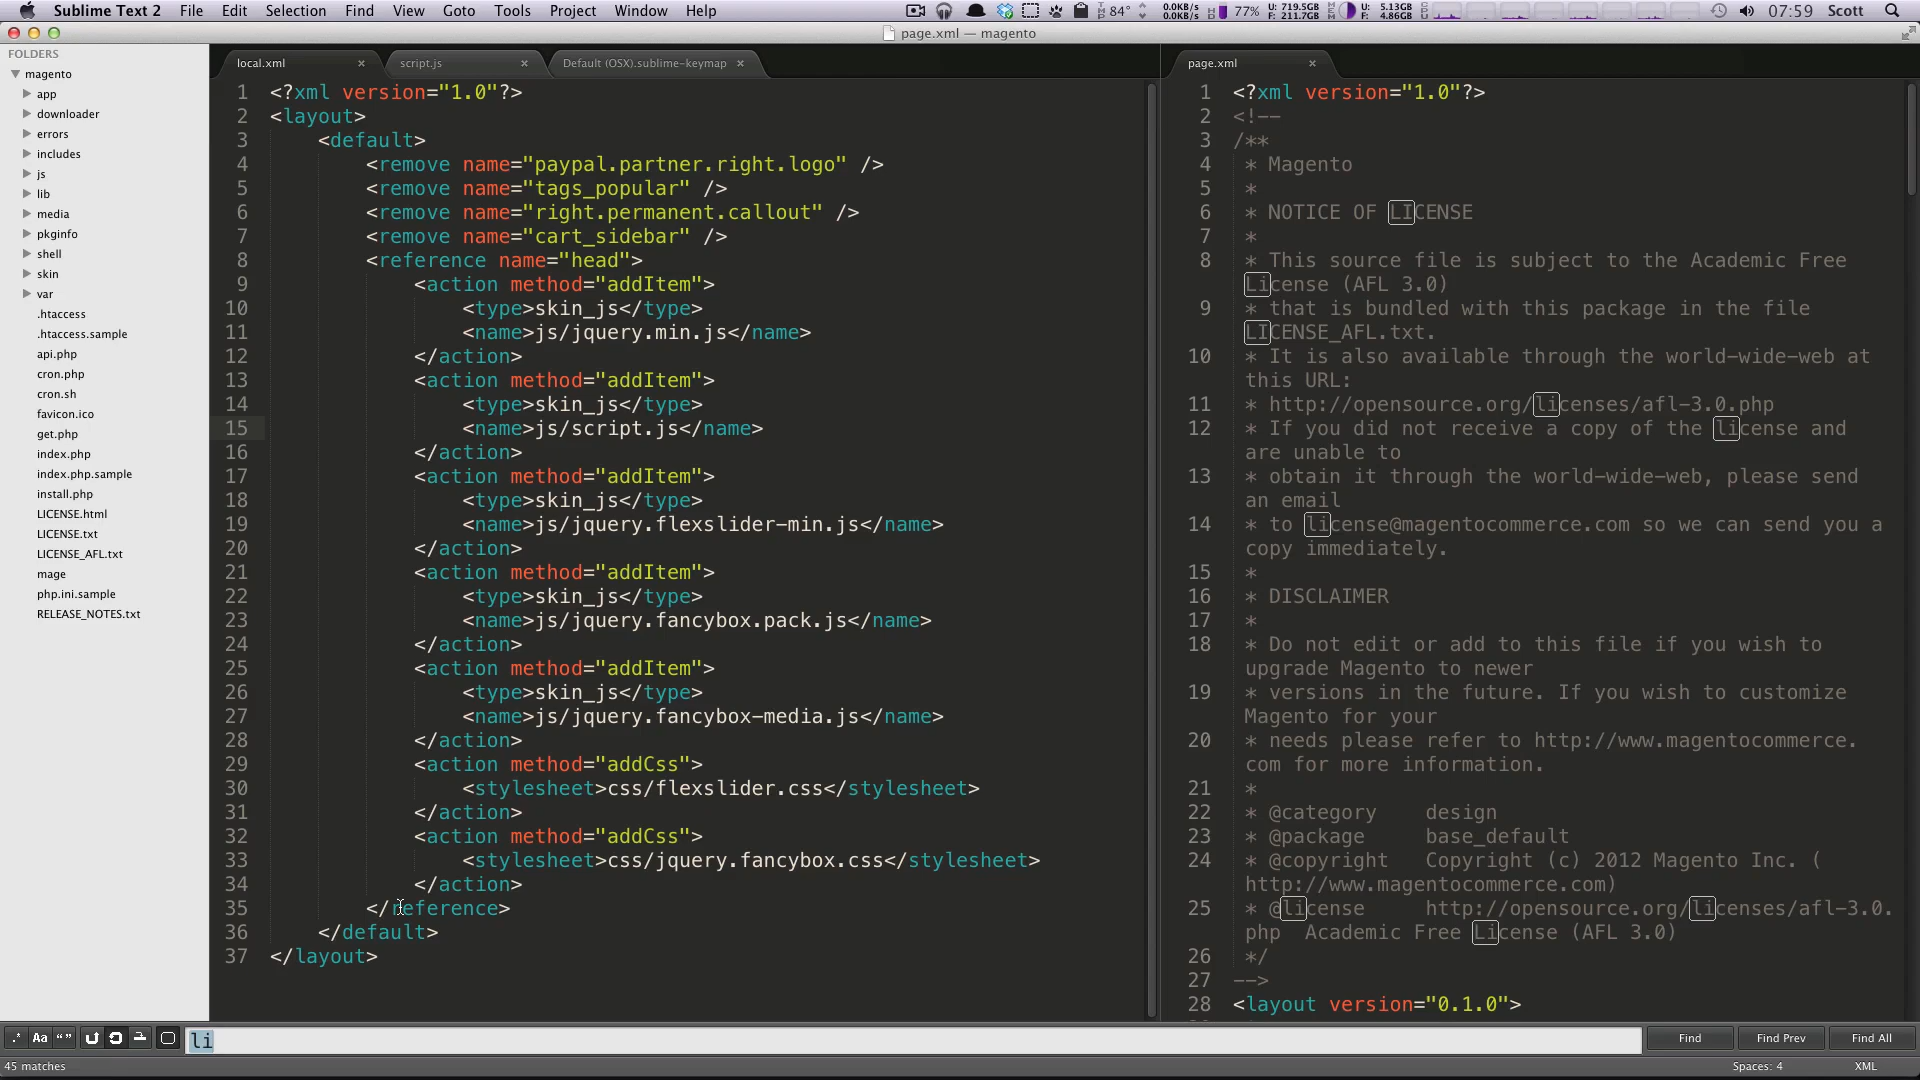 Sublime Text 2 File Edit Selection Find View Goto Tools Project Window Help 84° 0.0KB/s 0.0KB/s 77% U: 719.5GB F: 211.7GB U: 5.13GB F: 4.86GB 07:59 Scott
page.xml — magento
FOLDERS
magento
app
downloader
errors
includes
js
lib
media
pkginfo
shell
skin
var
.htaccess
.htaccess.sample
api.php
cron.php
cron.sh
favicon.ico
get.php
index.php
index.php.sample
install.php
LICENSE.html
LICENSE.txt
LICENSE_AFL.txt
mage
php.ini.sample
RELEASE_NOTES.txt
local.xml × script.js × Default (OSX).sublime-keymap ×
1 <?xml version="1.0"?>
2 <layout>
3 <default>
4 <remove name="paypal.partner.right.logo" />
5 <remove name="tags_popular" />
6 <remove name="right.permanent.callout" />
7 <remove name="cart_sidebar" />
8 <reference name="head">
9 <action method="addItem">
10 <type>skin_js</type>
11 <name>js/jquery.min.js</name>
12 </action>
13 <action method="addItem">
14 <type>skin_js</type>
15 <name>js/script.js</name>
16 </action>
17 <action method="addItem">
18 <type>skin_js</type>
19 <name>js/jquery.flexslider-min.js</name>
20 </action>
21 <action method="addItem">
22 <type>skin_js</type>
23 <name>js/jquery.fancybox.pack.js</name>
24 </action>
25 <action method="addItem">
26 <type>skin_js</type>
27 <name>js/jquery.fancybox-media.js</name>
28 </action>
29 <action method="addCss">
30 <stylesheet>css/flexslider.css</stylesheet>
31 </action>
32 <action method="addCss">
33 <stylesheet>css/jquery.fancybox.css</stylesheet>
34 </action>
35 </reference>
36 </default>
37 </layout>
page.xml ×
1 <?xml version="1.0"?>
2 <!--
3 /**
4 * Magento
5 *
6 * NOTICE OF LICENSE
7 *
8 * This source file is subject to the Academic Free
License (AFL 3.0)
9 * that is bundled with this package in the file
LICENSE_AFL.txt.
10 * It is also available through the world-wide-web at
this URL:
11 * http://opensource.org/licenses/afl-3.0.php
12 * If you did not receive a copy of the license and
are unable to
13 * obtain it through the world-wide-web, please send
an email
14 * to license@magentocommerce.com so we can send you a
copy immediately.
15 *
16 * DISCLAIMER
17 *
18 * Do not edit or add to this file if you wish to
upgrade Magento to newer
19 * versions in the future. If you wish to customize
Magento for your
20 * needs please refer to http://www.magentocommerce.
com for more information.
21 *
22 * @category design
23 * @package base_default
24 * @copyright Copyright (c) 2012 Magento Inc. (
http://www.magentocommerce.com)
25 * @license http://opensource.org/licenses/afl-3.0.
php Academic Free License (AFL 3.0)
26 */
27 -->
28 <layout version="0.1.0">
.* Aa “” li Find Find Prev Find All
45 matches Spaces: 4 XML